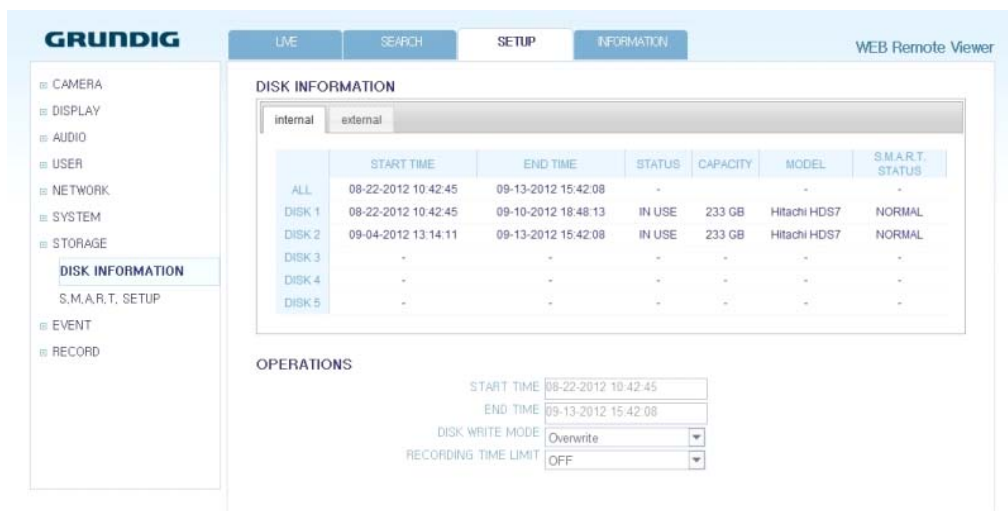 GRUNDIG
LIVE SEARCH SETUP INFORMATION
WEB Remote Viewer
CAMERA
DISPLAY
AUDIO
USER
NETWORK
SYSTEM
STORAGE
DISK INFORMATION
S.M.A.R.T. SETUP
EVENT
RECORD
DISK INFORMATION
internal external
START TIME END TIME STATUS CAPACITY MODEL S.M.A.R.T. STATUS
ALL 08-22-2012 10:42:45 09-13-2012 15:42:08 - - -
DISK 1 08-22-2012 10:42:45 09-10-2012 18:48:13 IN USE 233 GB Hitachi HDS7 NORMAL
DISK 2 09-04-2012 13:14:11 09-13-2012 15:42:08 IN USE 233 GB Hitachi HDS7 NORMAL
DISK 3 - - - - - -
DISK 4 - - - - - -
DISK 5 - - - - - -
OPERATIONS
START TIME 08-22-2012 10:42:45
END TIME 09-13-2012 15:42:08
DISK WRITE MODE Overwrite
RECORDING TIME LIMIT OFF